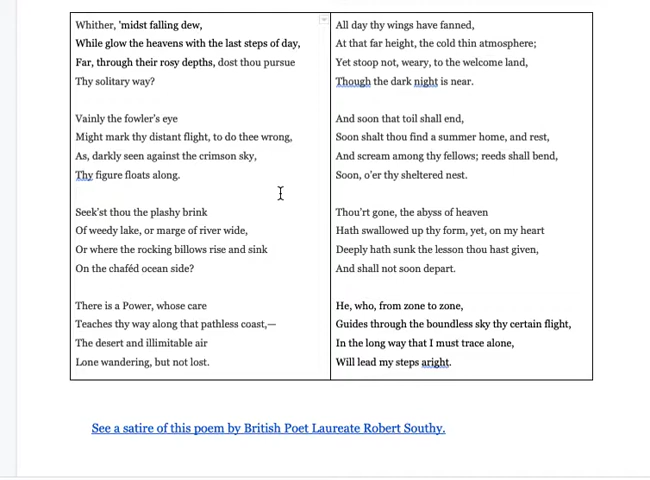 Whither, 'midst falling dew,
While glow the heavens with the last steps of day,
Far, through their rosy depths, dost thou pursue
Thy solitary way?
Vainly the fowler's eye
Might mark thy distant flight, to do thee wrong,
As, darkly seen against the crimson sky,
Thy figure floats along.
Seek'st thou the plashy brink
Of weedy lake, or marge of river wide,
Or where the rocking billows rise and sink
On the chaféd ocean side?
There is a Power, whose care
Teaches thy way along that pathless coast,—
The desert and illimitable air
Lone wandering, but not lost.
All day thy wings have fanned,
At that far height, the cold thin atmosphere;
Yet stoop not, weary, to the welcome land,
Though the dark night is near.
And soon that toil shall end,
Soon shalt thou find a summer home, and rest,
And scream among thy fellows; reeds shall bend,
Soon, o'er thy sheltered nest.
Thou'rt gone, the abyss of heaven
Hath swallowed up thy form, yet, on my heart
Deeply hath sunk the lesson thou hast given,
And shall not soon depart.
He, who, from zone to zone,
Guides through the boundless sky thy certain flight,
In the long way that I must trace alone,
Will lead my steps aright.
See a satire of this poem by British Poet Laureate Robert Southy.